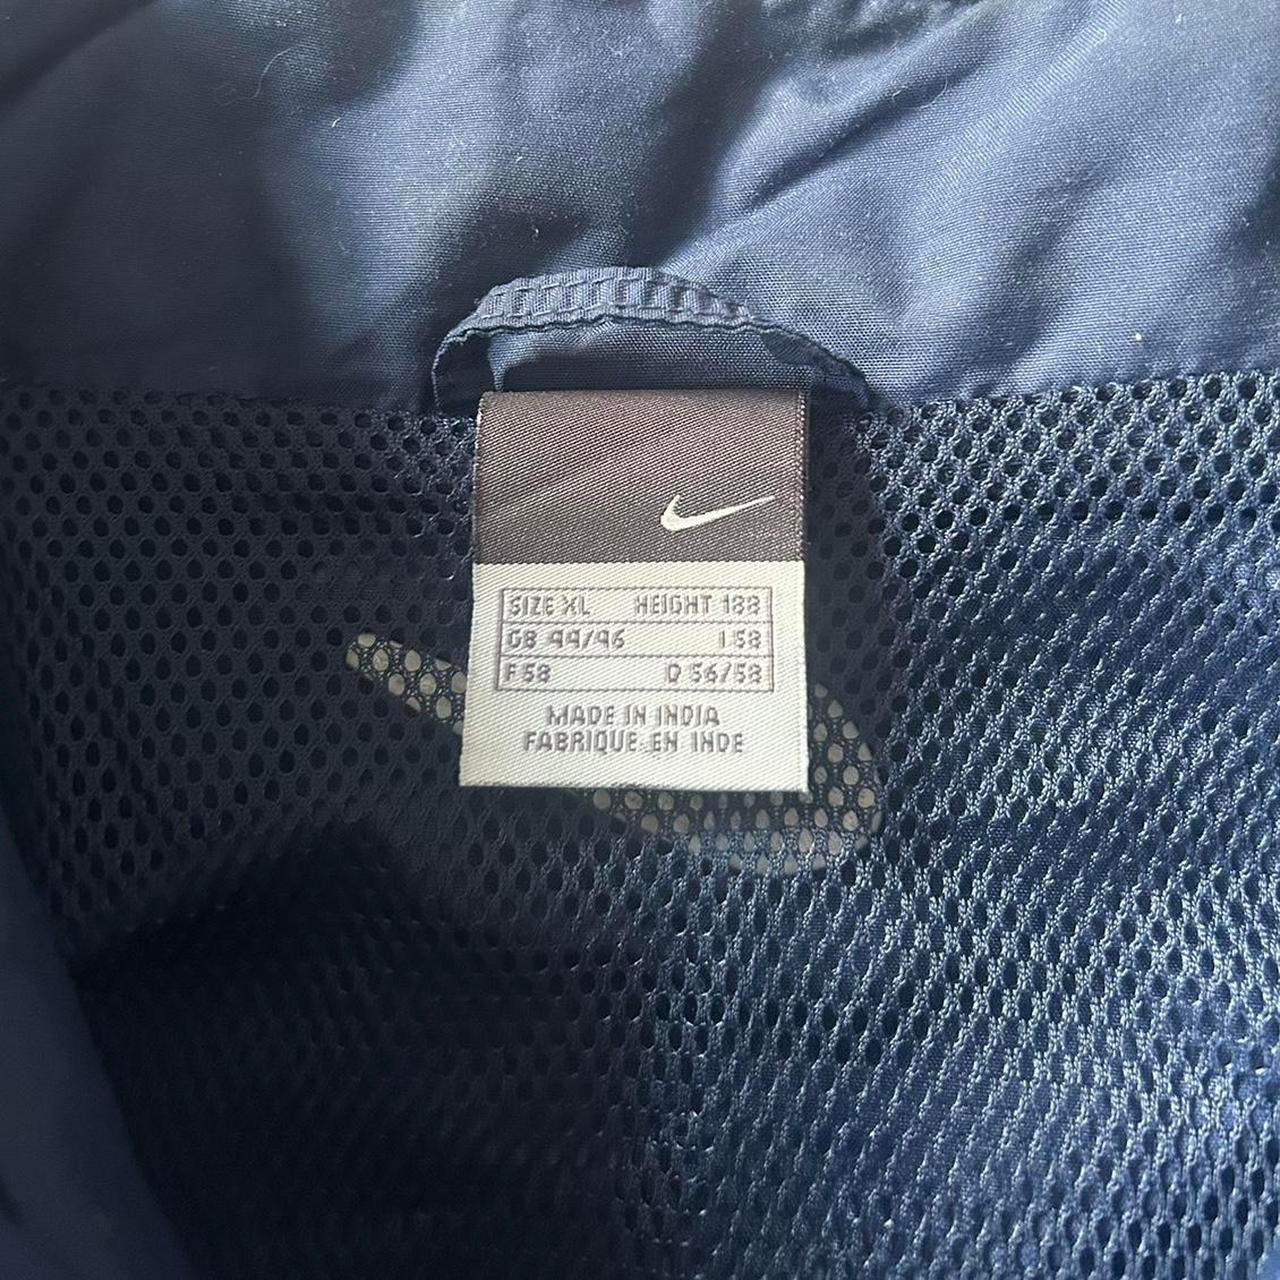 SIZE XL HEIGHT 188
GB 44/46 I 58
F 58 D 56/58
MADE IN INDIA
FABRIQUE EN INDE